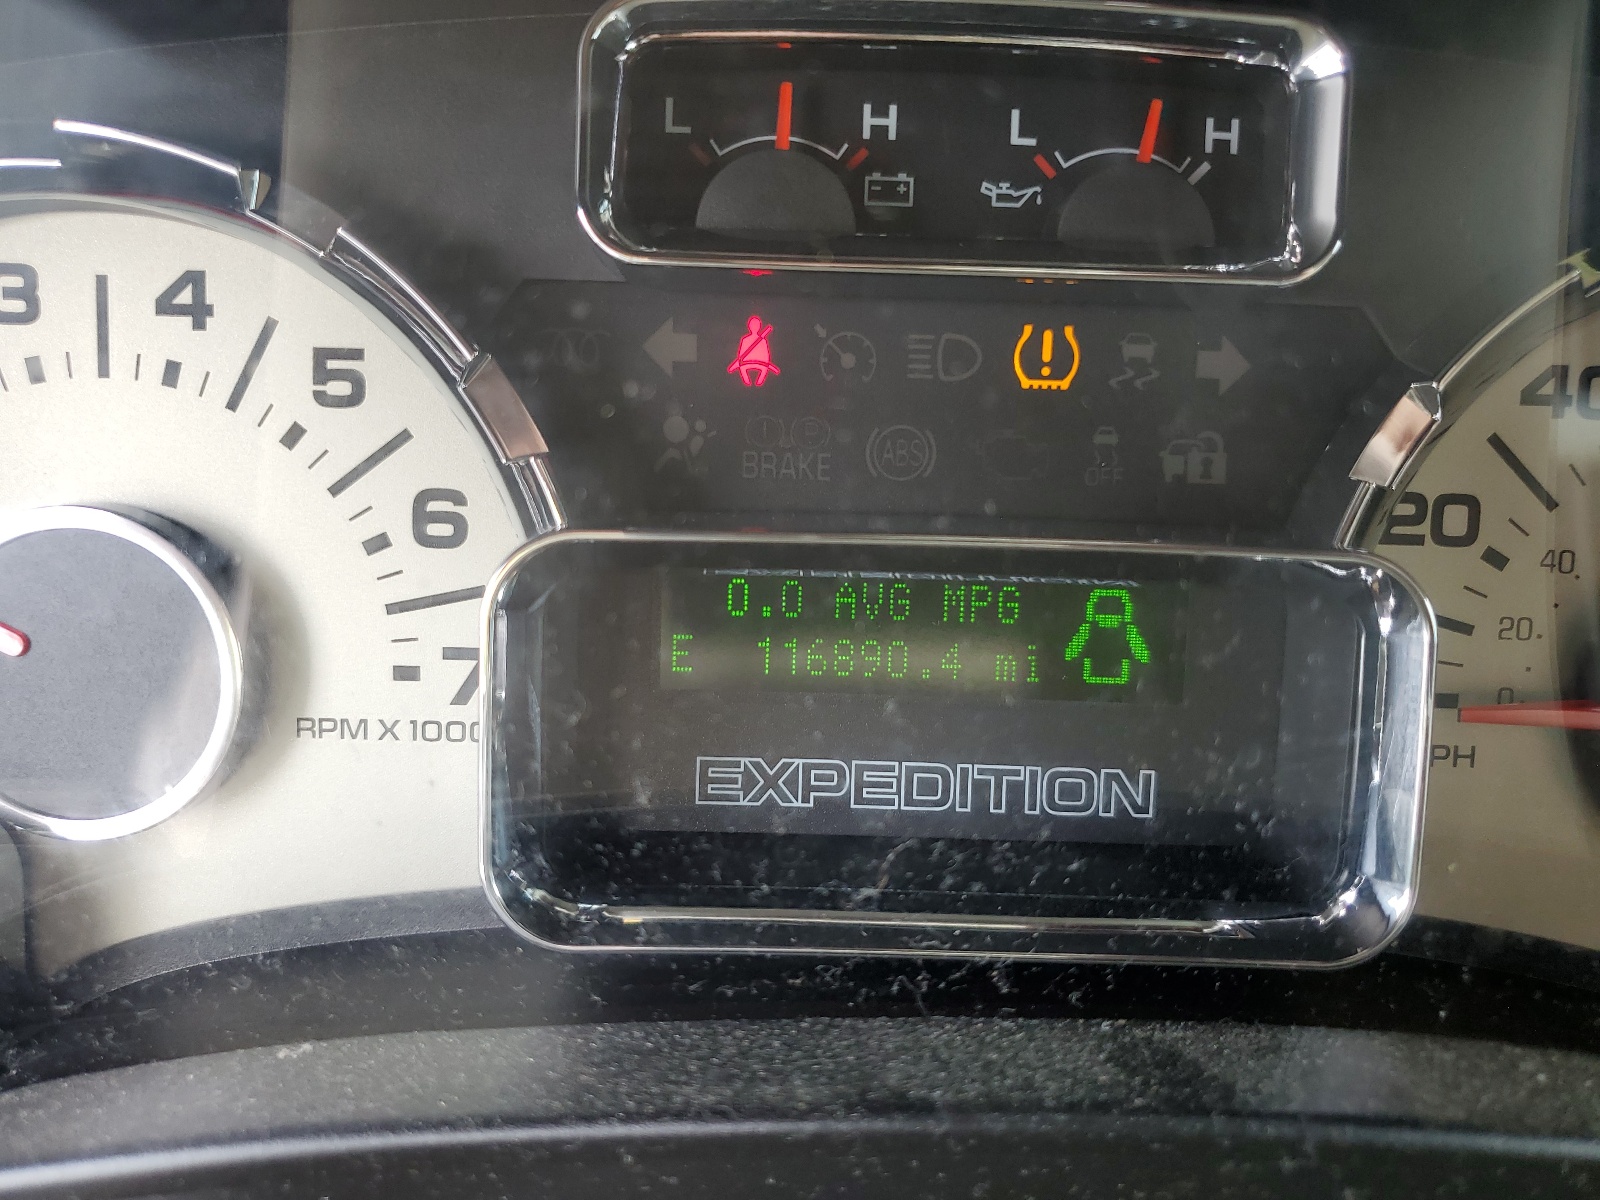 L H L H
3 4 5 6 7
RPM X 1000
BRAKE ABS OFF
0.0 AVG MPG
E 116890.4 mi
EXPEDITION
40
20
40
20
0
PH